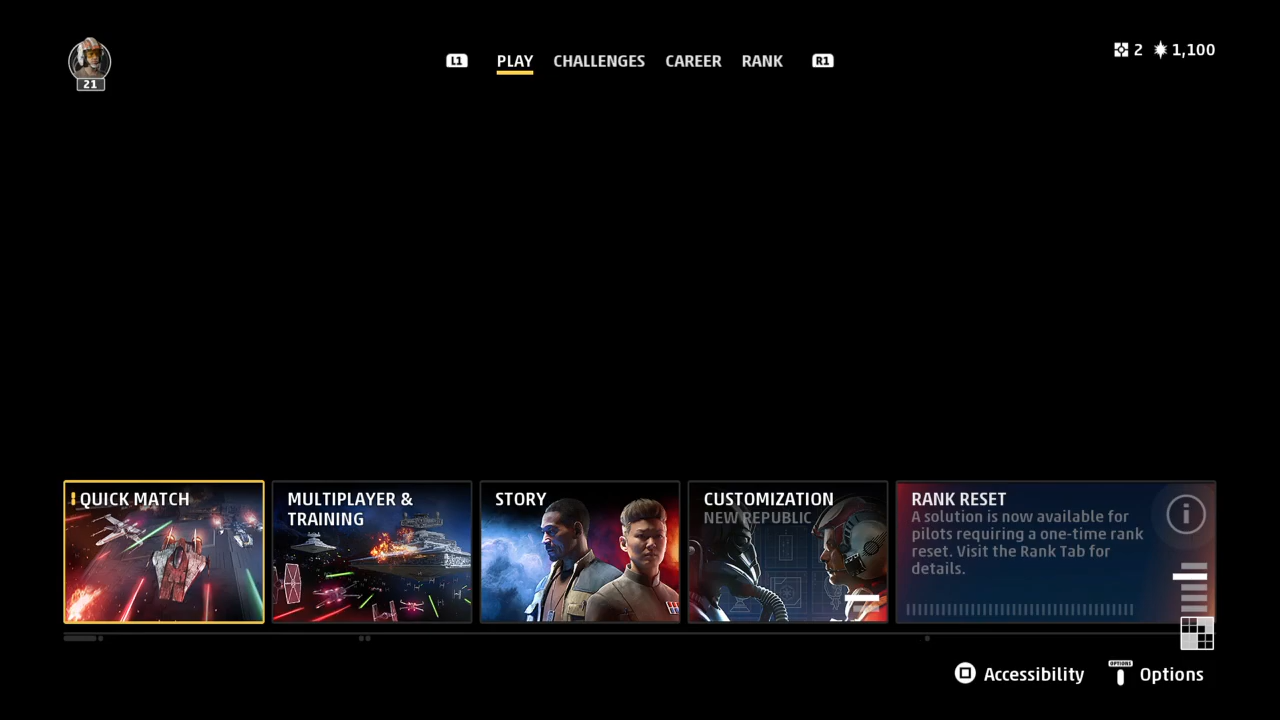 21
L1 PLAY CHALLENGES CAREER RANK R1
2 1,100
QUICK MATCH
MULTIPLAYER &
TRAINING
STORY
CUSTOMIZATION
NEW REPUBLIC
RANK RESET
A solution is now available for
pilots requiring a one-time rank
reset. Visit the Rank Tab for
details.
Accessibility
OPTIONS
Options